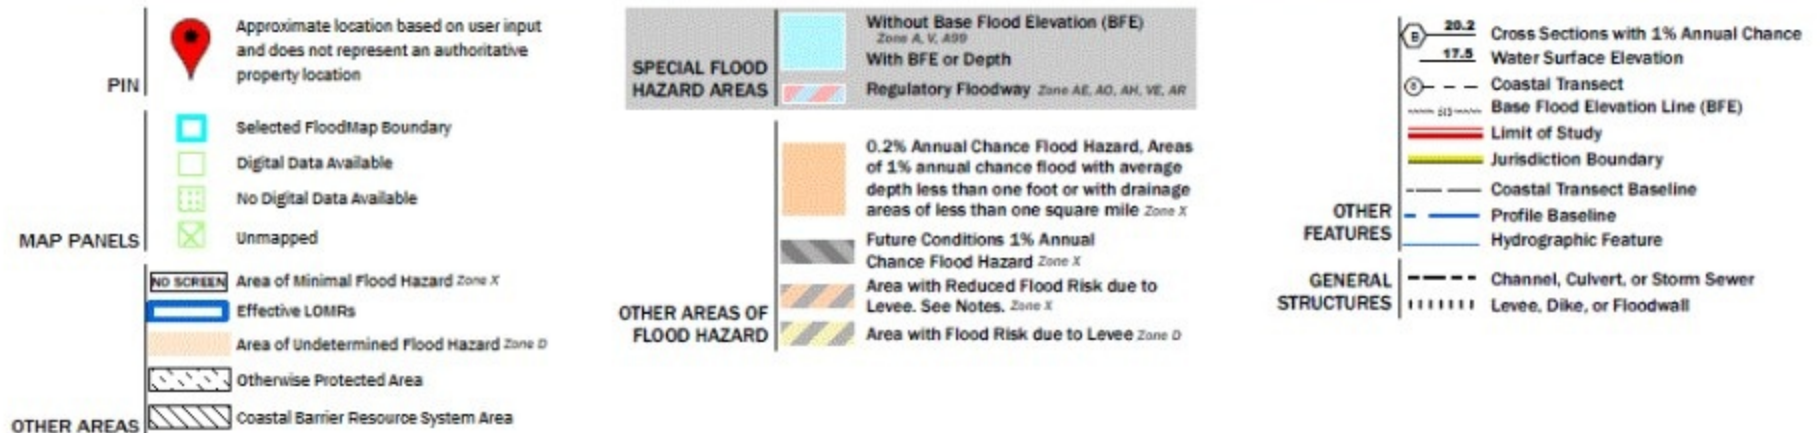 PIN
Approximate location based on user input
and does not represent an authoritative
property location
MAP PANELS
Selected FloodMap Boundary
Digital Data Available
No Digital Data Available
Unmapped
OTHER AREAS
NO SCREEN Area of Minimal Flood Hazard Zone X
Effective LOMRs
Area of Undetermined Flood Hazard Zone D
Otherwise Protected Area
Coastal Barrier Resource System Area
SPECIAL FLOOD
HAZARD AREAS
Without Base Flood Elevation (BFE)
Zone A, V, A99
With BFE or Depth
Regulatory Floodway Zone AE, AO, AH, VE, AR
OTHER AREAS OF
FLOOD HAZARD
0.2% Annual Chance Flood Hazard, Areas
of 1% annual chance flood with average
depth less than one foot or with drainage
areas of less than one square mile Zone X
Future Conditions 1% Annual
Chance Flood Hazard Zone X
Area with Reduced Flood Risk due to
Levee. See Notes. Zone X
Area with Flood Risk due to Levee Zone D
OTHER
FEATURES
B 20.2 Cross Sections with 1% Annual Chance
17.5 Water Surface Elevation
8 Coastal Transect
513 Base Flood Elevation Line (BFE)
Limit of Study
Jurisdiction Boundary
Coastal Transect Baseline
Profile Baseline
Hydrographic Feature
GENERAL
STRUCTURES
Channel, Culvert, or Storm Sewer
Levee, Dike, or Floodwall